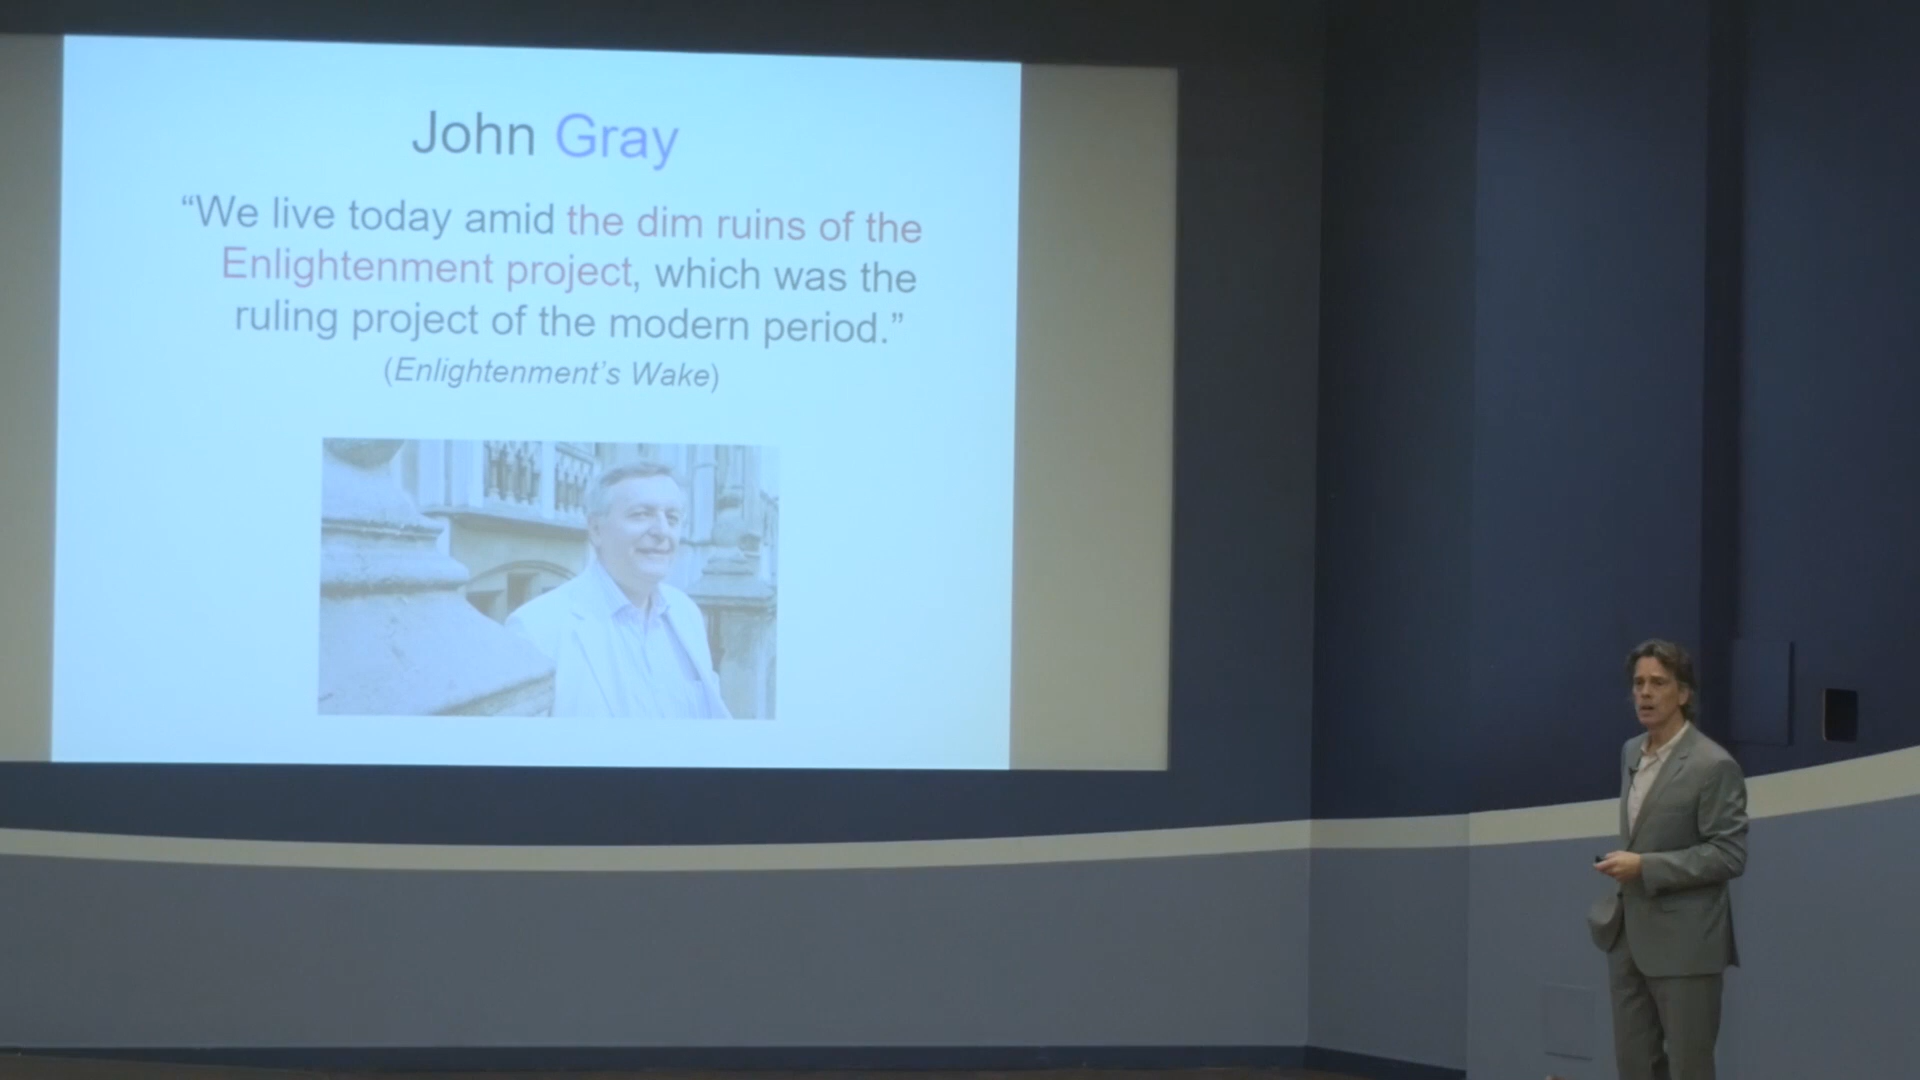 John Gray
“We live today amid the dim ruins of the
Enlightenment project, which was the
ruling project of the modern period.”
(Enlightenment’s Wake)